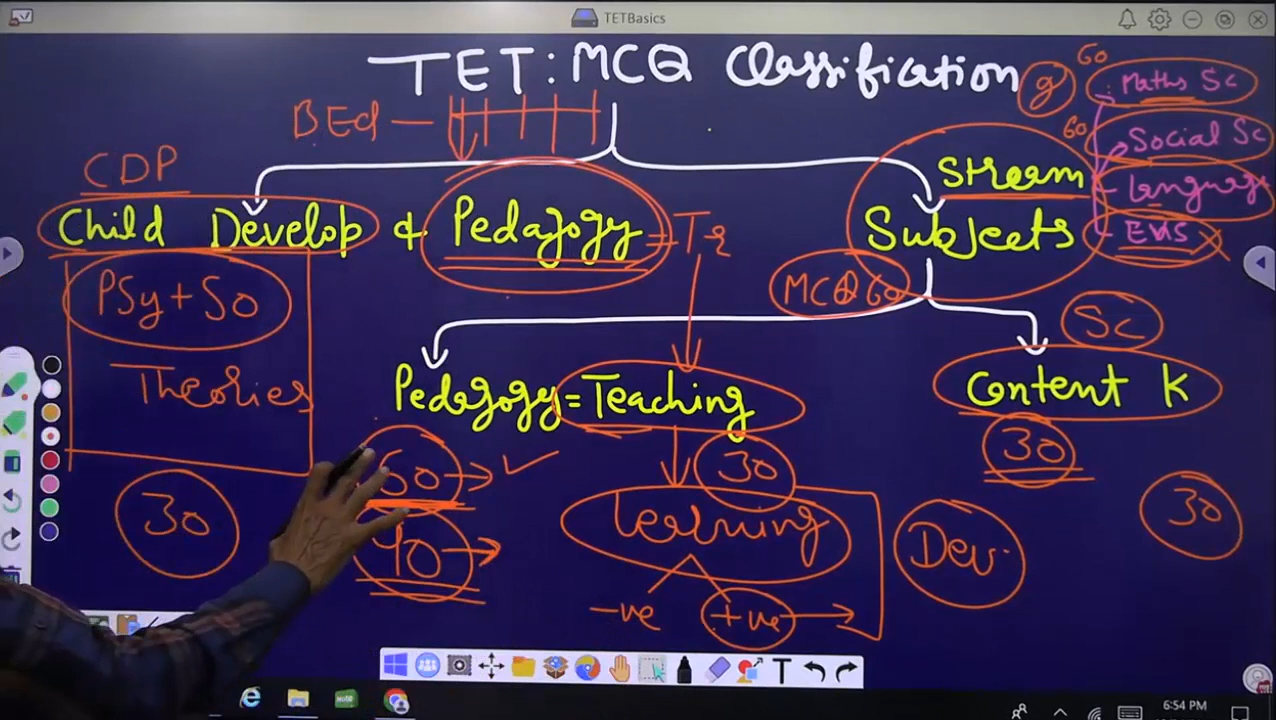 TETBasics
TET: MCQ Classification
g
60
Maths Sc
BEd
60
Social Sc
CDP
Stream
Language
Child Develop & Pedagogy = Tr
Subjects
EVS
PSy + So
MCQ 60
Sc
Theories
Pedagogy = Teaching
Content K
30
60
30
30
30
Learning
Dev.
90
-ve
+ve
T
note
6:54 PM